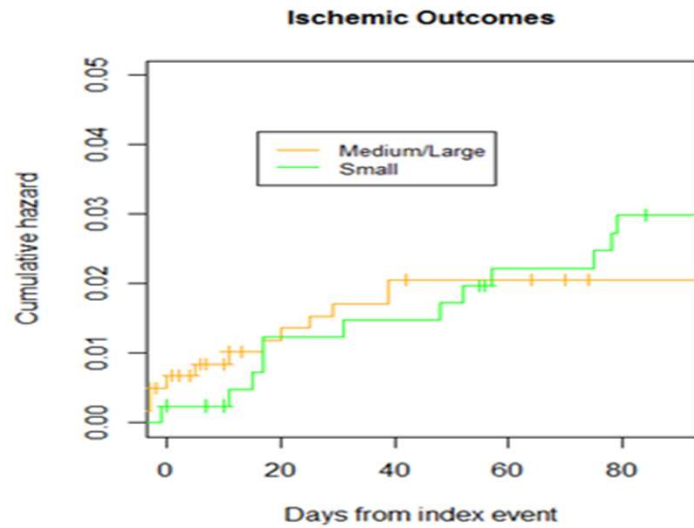 Ischemic Outcomes
Cumulative hazard
0.05
0.04
0.03
0.02
0.01
0.00
Medium/Large
Small
0 20 40 60 80
Days from index event